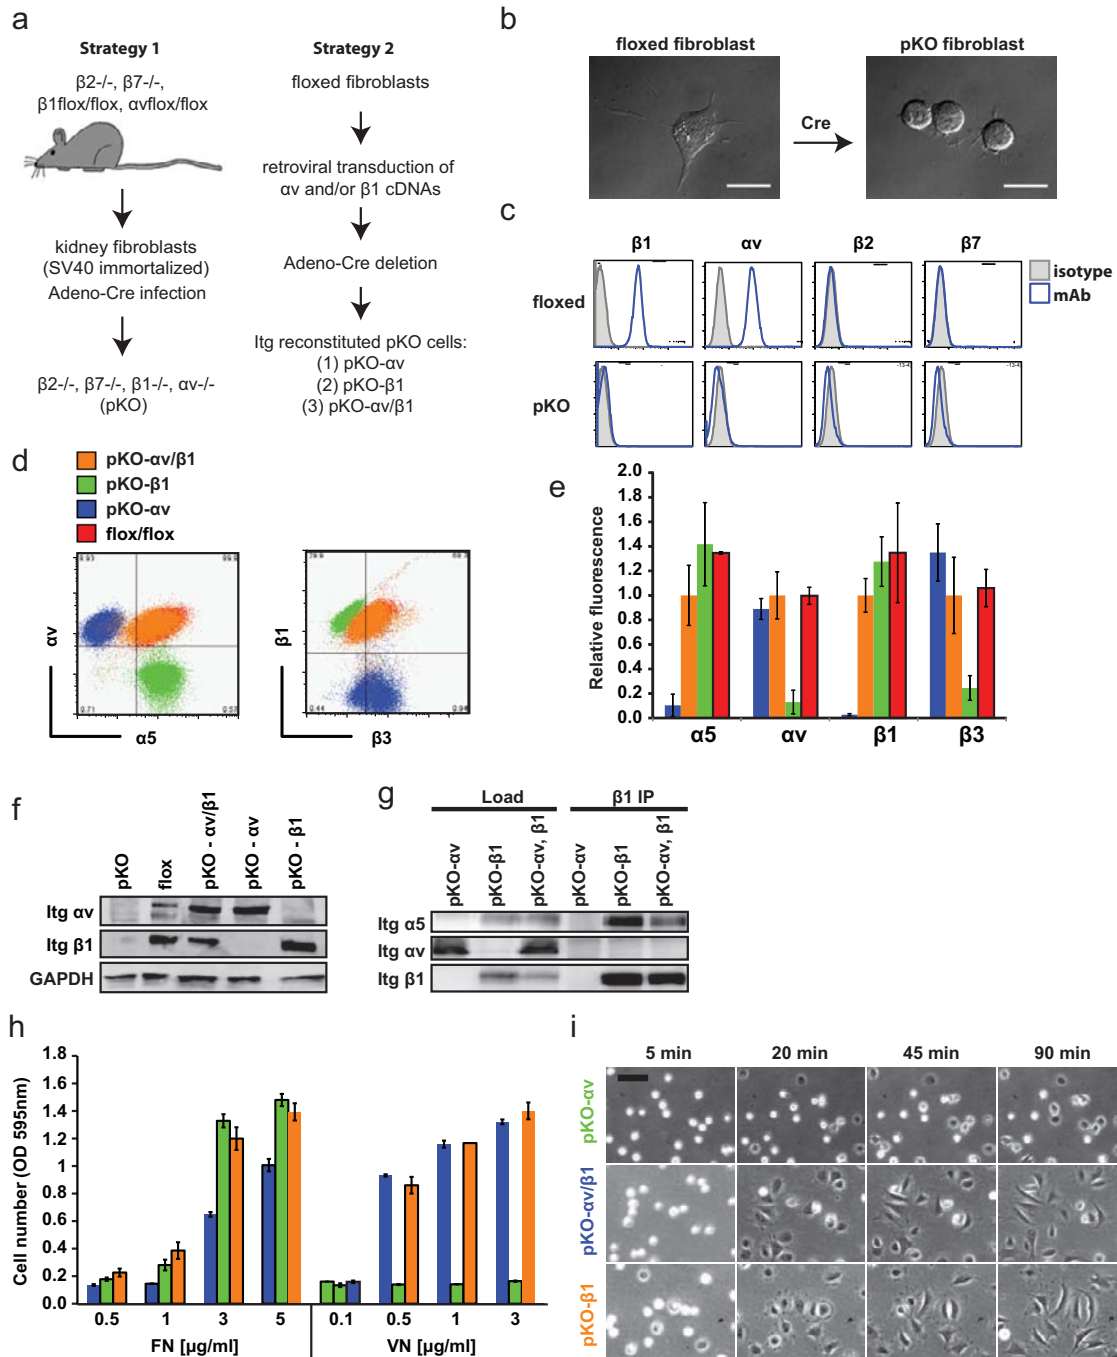 a
Strategy 1
β2-/-, β7-/-,
β1flox/flox, αvflox/flox
kidney fibroblasts
(SV40 immortalized)
Adeno-Cre infection
β2-/-, β7-/-, β1-/-, αv-/-
(pKO)
Strategy 2
floxed fibroblasts
retroviral transduction of
αv and/or β1 cDNAs
Adeno-Cre deletion
Itg reconstituted pKO cells:
(1) pKO-αv
(2) pKO-β1
(3) pKO-αv/β1
b
floxed fibroblast
pKO fibroblast
Cre
c
β1 αv β2 β7
floxed
pKO
isotype
mAb
d
pKO-αv/β1
pKO-β1
pKO-αv
flox/flox
αv
α5
0.71 0.57
β1
β3
0.44 0.94
e
Relative fluorescence
2.0
1.8
1.6
1.4
1.2
1.0
0.8
0.6
0.4
0.2
0.0
α5 αv β1 β3
f
pKO
flox
pKO - αv/β1
pKO - αv
pKO - β1
Itg αv
Itg β1
GAPDH
g
Load β1 IP
pKO-αv
pKO-β1
pKO-αv, β1
pKO-αv
pKO-β1
pKO-αv, β1
Itg α5
Itg αv
Itg β1
h
Cell number (OD 595nm)
1.8
1.6
1.4
1.2
1
0.8
0.6
0.4
0.2
0.0
0.5 1 3 5 0.1 0.5 1 3
FN [μg/ml] VN [μg/ml]
i
5 min 20 min 45 min 90 min
pKO-αv
pKO-αv/β1
pKO-β1